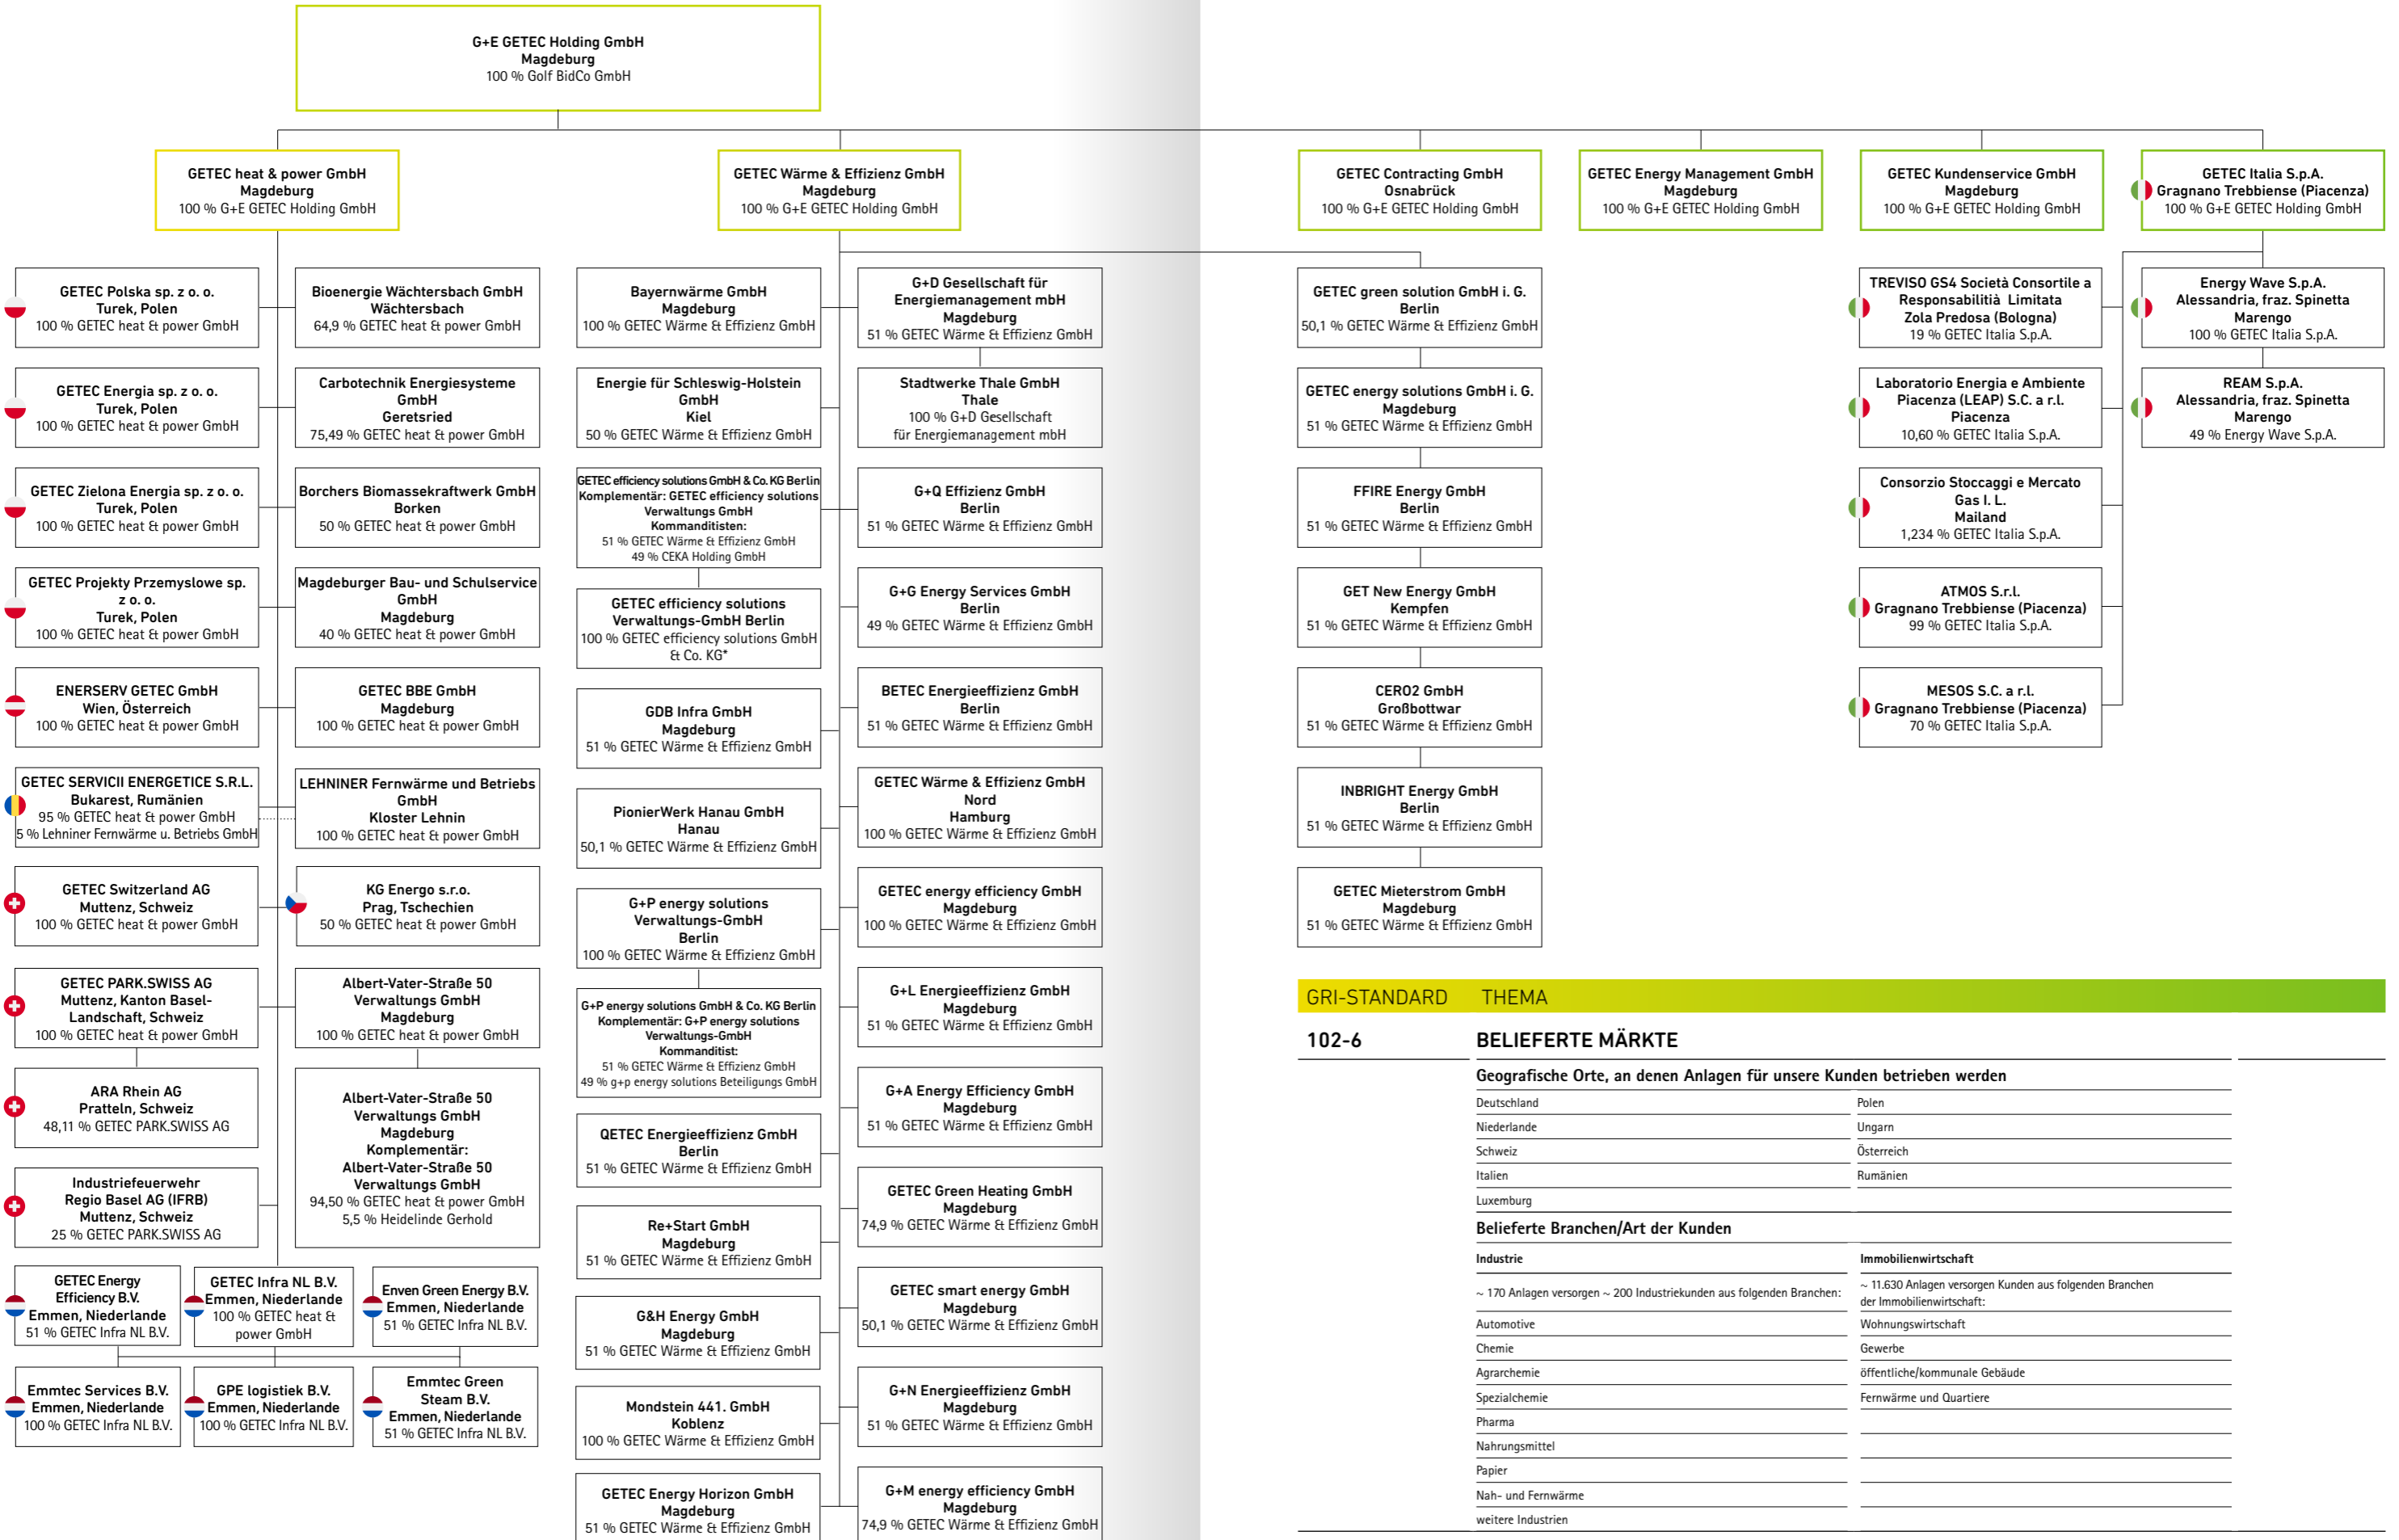 G+E GETEC Holding GmbH
Magdeburg
100 % Golf BidCo GmbH
GETEC heat & power GmbH
Magdeburg
100 % G+E GETEC Holding GmbH
GETEC Wärme & Effizienz GmbH
Magdeburg
100 % G+E GETEC Holding GmbH
GETEC Contracting GmbH
Osnabrück
100 % G+E GETEC Holding GmbH
GETEC Energy Management GmbH
Magdeburg
100 % G+E GETEC Holding GmbH
GETEC Kundenservice GmbH
Magdeburg
100 % G+E GETEC Holding GmbH
GETEC Italia S.p.A.
Gragnano Trebbiense (Piacenza)
100 % G+E GETEC Holding GmbH
GETEC Polska sp. z o. o.
Turek, Polen
100 % GETEC heat & power GmbH
GETEC Energia sp. z o. o.
Turek, Polen
100 % GETEC heat & power GmbH
GETEC Zielona Energia sp. z o. o.
Turek, Polen
100 % GETEC heat & power GmbH
GETEC Projekty Przemyslowe sp.
z o. o.
Turek, Polen
100 % GETEC heat & power GmbH
ENERSERV GETEC GmbH
Wien, Österreich
100 % GETEC heat & power GmbH
GETEC SERVICII ENERGETICE S.R.L.
Bukarest, Rumänien
95 % GETEC heat & power GmbH
5 % Lehniner Fernwärme u. Betriebs GmbH
GETEC Switzerland AG
Muttenz, Schweiz
100 % GETEC heat & power GmbH
GETEC PARK.SWISS AG
Muttenz, Kanton Basel-
Landschaft, Schweiz
100 % GETEC heat & power GmbH
ARA Rhein AG
Pratteln, Schweiz
48,11 % GETEC PARK.SWISS AG
Industriefeuerwehr
Regio Basel AG (IFRB)
Muttenz, Schweiz
25 % GETEC PARK.SWISS AG
Bioenergie Wächtersbach GmbH
Wächtersbach
64,9 % GETEC heat & power GmbH
Carbotechnik Energiesysteme
GmbH
Geretsried
75,49 % GETEC heat & power GmbH
Borchers Biomassekraftwerk GmbH
Borken
50 % GETEC heat & power GmbH
Magdeburger Bau- und Schulservice
GmbH
Magdeburg
40 % GETEC heat & power GmbH
GETEC BBE GmbH
Magdeburg
100 % GETEC heat & power GmbH
LEHNINER Fernwärme und Betriebs
GmbH
Kloster Lehnin
100 % GETEC heat & power GmbH
KG Energo s.r.o.
Prag, Tschechien
50 % GETEC heat & power GmbH
Albert-Vater-Straße 50
Verwaltungs GmbH
Magdeburg
100 % GETEC heat & power GmbH
Albert-Vater-Straße 50
Verwaltungs GmbH
Magdeburg
Komplementär:
Albert-Vater-Straße 50
Verwaltungs GmbH
94,50 % GETEC heat & power GmbH
5,5 % Heidelinde Gerhold
GETEC Energy
Efficiency B.V.
Emmen, Niederlande
51 % GETEC Infra NL B.V.
GETEC Infra NL B.V.
Emmen, Niederlande
100 % GETEC heat &
power GmbH
Enven Green Energy B.V.
Emmen, Niederlande
51 % GETEC Infra NL B.V.
Emmtec Services B.V.
Emmen, Niederlande
100 % GETEC Infra NL B.V.
GPE logistiek B.V.
Emmen, Niederlande
100 % GETEC Infra NL B.V.
Emmtec Green
Steam B.V.
Emmen, Niederlande
51 % GETEC Infra NL B.V.
Bayernwärme GmbH
Magdeburg
100 % GETEC Wärme & Effizienz GmbH
Energie für Schleswig-Holstein
GmbH
Kiel
50 % GETEC Wärme & Effizienz GmbH
GETEC efficiency solutions GmbH & Co. KG Berlin
Komplementär: GETEC efficiency solutions
Verwaltungs GmbH
Kommanditisten:
51 % GETEC Wärme & Effizienz GmbH
49 % CEKA Holding GmbH
GETEC efficiency solutions
Verwaltungs-GmbH Berlin
100 % GETEC efficiency solutions GmbH
& Co. KG*
GDB Infra GmbH
Magdeburg
51 % GETEC Wärme & Effizienz GmbH
PionierWerk Hanau GmbH
Hanau
50,1 % GETEC Wärme & Effizienz GmbH
G+P energy solutions
Verwaltungs-GmbH
Berlin
100 % GETEC Wärme & Effizienz GmbH
G+P energy solutions GmbH & Co. KG Berlin
Komplementär: G+P energy solutions
Verwaltungs-GmbH
Kommanditist:
51 % GETEC Wärme & Effizienz GmbH
49 % g+p energy solutions Beteiligungs GmbH
QETEC Energieeffizienz GmbH
Berlin
51 % GETEC Wärme & Effizienz GmbH
Re+Start GmbH
Magdeburg
51 % GETEC Wärme & Effizienz GmbH
G&H Energy GmbH
Magdeburg
51 % GETEC Wärme & Effizienz GmbH
Mondstein 441. GmbH
Koblenz
100 % GETEC Wärme & Effizienz GmbH
GETEC Energy Horizon GmbH
Magdeburg
51 % GETEC Wärme & Effizienz GmbH
G+D Gesellschaft für
Energiemanagement mbH
Magdeburg
51 % GETEC Wärme & Effizienz GmbH
Stadtwerke Thale GmbH
Thale
100 % G+D Gesellschaft
für Energiemanagement mbH
G+Q Effizienz GmbH
Berlin
51 % GETEC Wärme & Effizienz GmbH
G+G Energy Services GmbH
Berlin
49 % GETEC Wärme & Effizienz GmbH
BETEC Energieeffizienz GmbH
Berlin
51 % GETEC Wärme & Effizienz GmbH
GETEC Wärme & Effizienz GmbH
Nord
Hamburg
100 % GETEC Wärme & Effizienz GmbH
GETEC energy efficiency GmbH
Magdeburg
100 % GETEC Wärme & Effizienz GmbH
G+L Energieeffizienz GmbH
Magdeburg
51 % GETEC Wärme & Effizienz GmbH
G+A Energy Efficiency GmbH
Magdeburg
51 % GETEC Wärme & Effizienz GmbH
GETEC Green Heating GmbH
Magdeburg
74,9 % GETEC Wärme & Effizienz GmbH
GETEC smart energy GmbH
Magdeburg
50,1 % GETEC Wärme & Effizienz GmbH
G+N Energieeffizienz GmbH
Magdeburg
51 % GETEC Wärme & Effizienz GmbH
G+M energy efficiency GmbH
Magdeburg
74,9 % GETEC Wärme & Effizienz GmbH
GETEC green solution GmbH i. G.
Berlin
50,1 % GETEC Wärme & Effizienz GmbH
GETEC energy solutions GmbH i. G.
Magdeburg
51 % GETEC Wärme & Effizienz GmbH
FFIRE Energy GmbH
Berlin
51 % GETEC Wärme & Effizienz GmbH
GET New Energy GmbH
Kempfen
51 % GETEC Wärme & Effizienz GmbH
CERO2 GmbH
Großbottwar
51 % GETEC Wärme & Effizienz GmbH
INBRIGHT Energy GmbH
Berlin
51 % GETEC Wärme & Effizienz GmbH
GETEC Mieterstrom GmbH
Magdeburg
51 % GETEC Wärme & Effizienz GmbH
TREVISO GS4 Società Consortile a
Responsabilitià Limitata
Zola Predosa (Bologna)
19 % GETEC Italia S.p.A.
Laboratorio Energia e Ambiente
Piacenza (LEAP) S.C. a r.l.
Piacenza
10,60 % GETEC Italia S.p.A.
Consorzio Stoccaggi e Mercato
Gas I. L.
Mailand
1,234 % GETEC Italia S.p.A.
ATMOS S.r.l.
Gragnano Trebbiense (Piacenza)
99 % GETEC Italia S.p.A.
MESOS S.C. a r.l.
Gragnano Trebbiense (Piacenza)
70 % GETEC Italia S.p.A.
Energy Wave S.p.A.
Alessandria, fraz. Spinetta
Marengo
100 % GETEC Italia S.p.A.
REAM S.p.A.
Alessandria, fraz. Spinetta
Marengo
49 % Energy Wave S.p.A.
GRI-STANDARD THEMA
102-6 BELIEFERTE MÄRKTE
Geografische Orte, an denen Anlagen für unsere Kunden betrieben werden
Deutschland Polen
Niederlande Ungarn
Schweiz Österreich
Italien Rumänien
Luxemburg
Belieferte Branchen/Art der Kunden
Industrie Immobilienwirtschaft
~ 170 Anlagen versorgen ~ 200 Industriekunden aus folgenden Branchen:
~ 11.630 Anlagen versorgen Kunden aus folgenden Branchen
der Immobilienwirtschaft:
Automotive Wohnungswirtschaft
Chemie Gewerbe
Agrarchemie öffentliche/kommunale Gebäude
Spezialchemie Fernwärme und Quartiere
Pharma
Nahrungsmittel
Papier
Nah- und Fernwärme
weitere Industrien